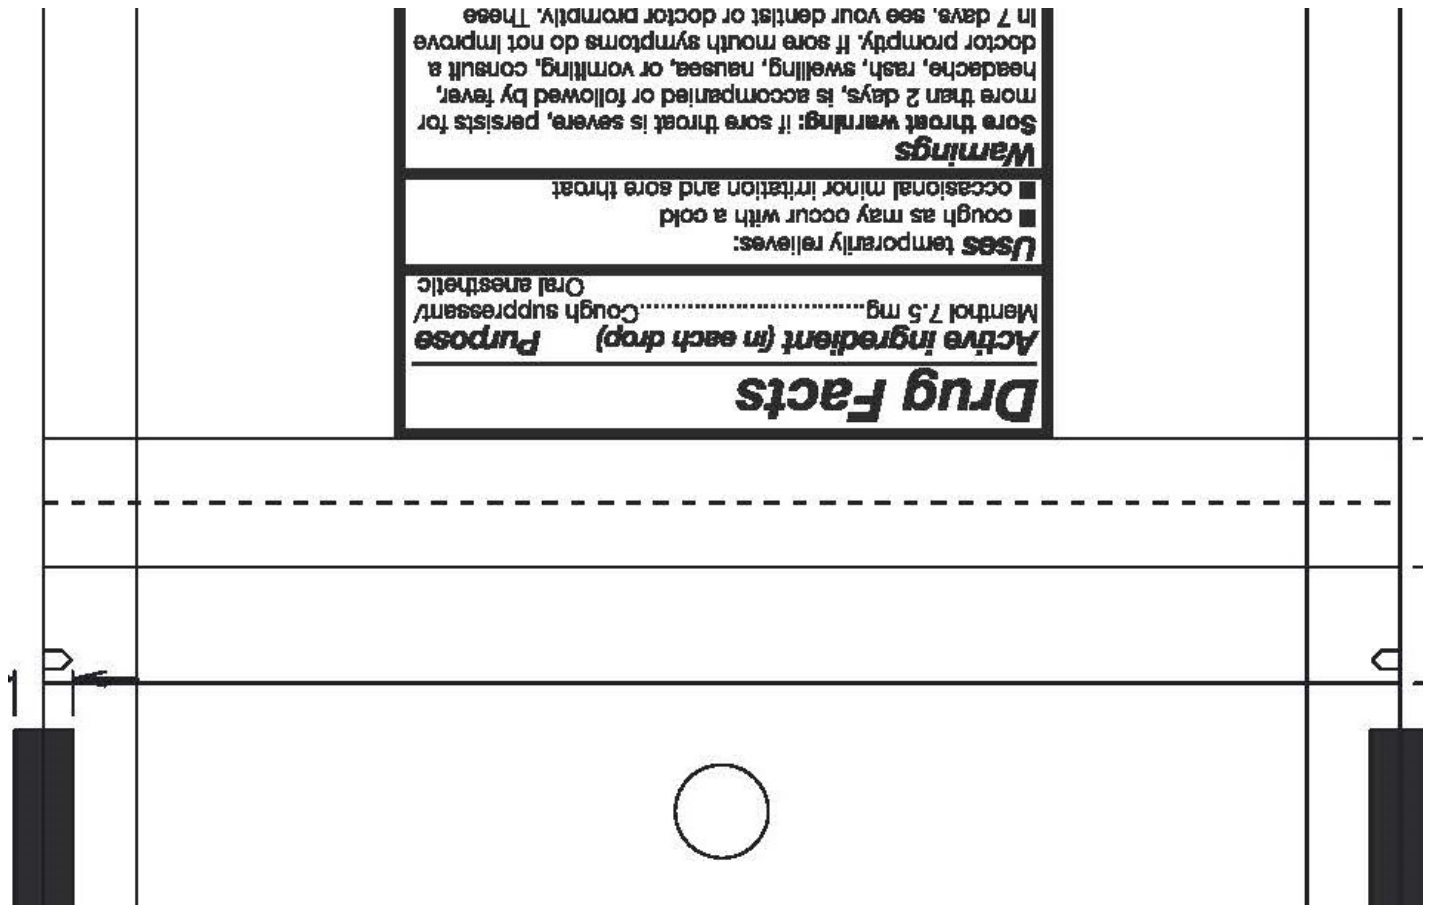 Drug Facts
Active ingredient (in each drop) Purpose
Menthol 7.5 mg..................................Cough suppressant/
Oral anesthetic
Uses temporarily relieves:
■ cough as may occur with a cold
■ occasional minor irritation and sore throat
Warnings
Sore throat warning: if sore throat is severe, persists for
more than 2 days, is accompanied or followed by fever,
headache, rash, swelling, nausea, or vomiting, consult a
doctor promptly. If sore mouth symptoms do not improve
in 7 days, see your dentist or doctor promptly. These